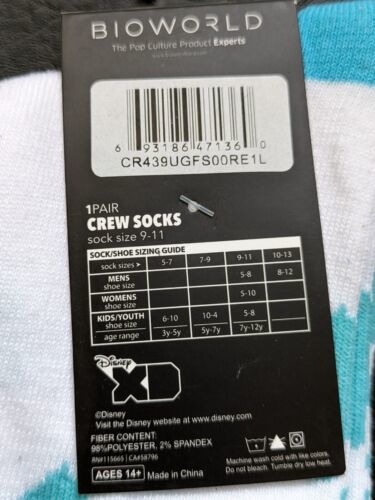 BIOWORLD
The Pop Culture Product Experts
6 93186 47136 0
CR439UGFS00RE1L
1PAIR
CREW SOCKS
sock size 9-11
SOCK/SHOE SIZING GUIDE
sock sizes > 5-7 7-9 9-11 10-13
MENS shoe size 5-8 8-12
WOMENS shoe size 5-10
KIDS/YOUTH shoe size 6-10 10-4 5-8
age range 3y-5y 5y-7y 7y-12y
Disney
XD
©Disney
Visit the Disney website at www.disney.com
FIBER CONTENT:
98%POLYESTER, 2% SPANDEX
RN#115665 | CA#58796
Machine wash cold with like colors.
Do not bleach. Tumble dry low heat.
AGES 14+ Made in China